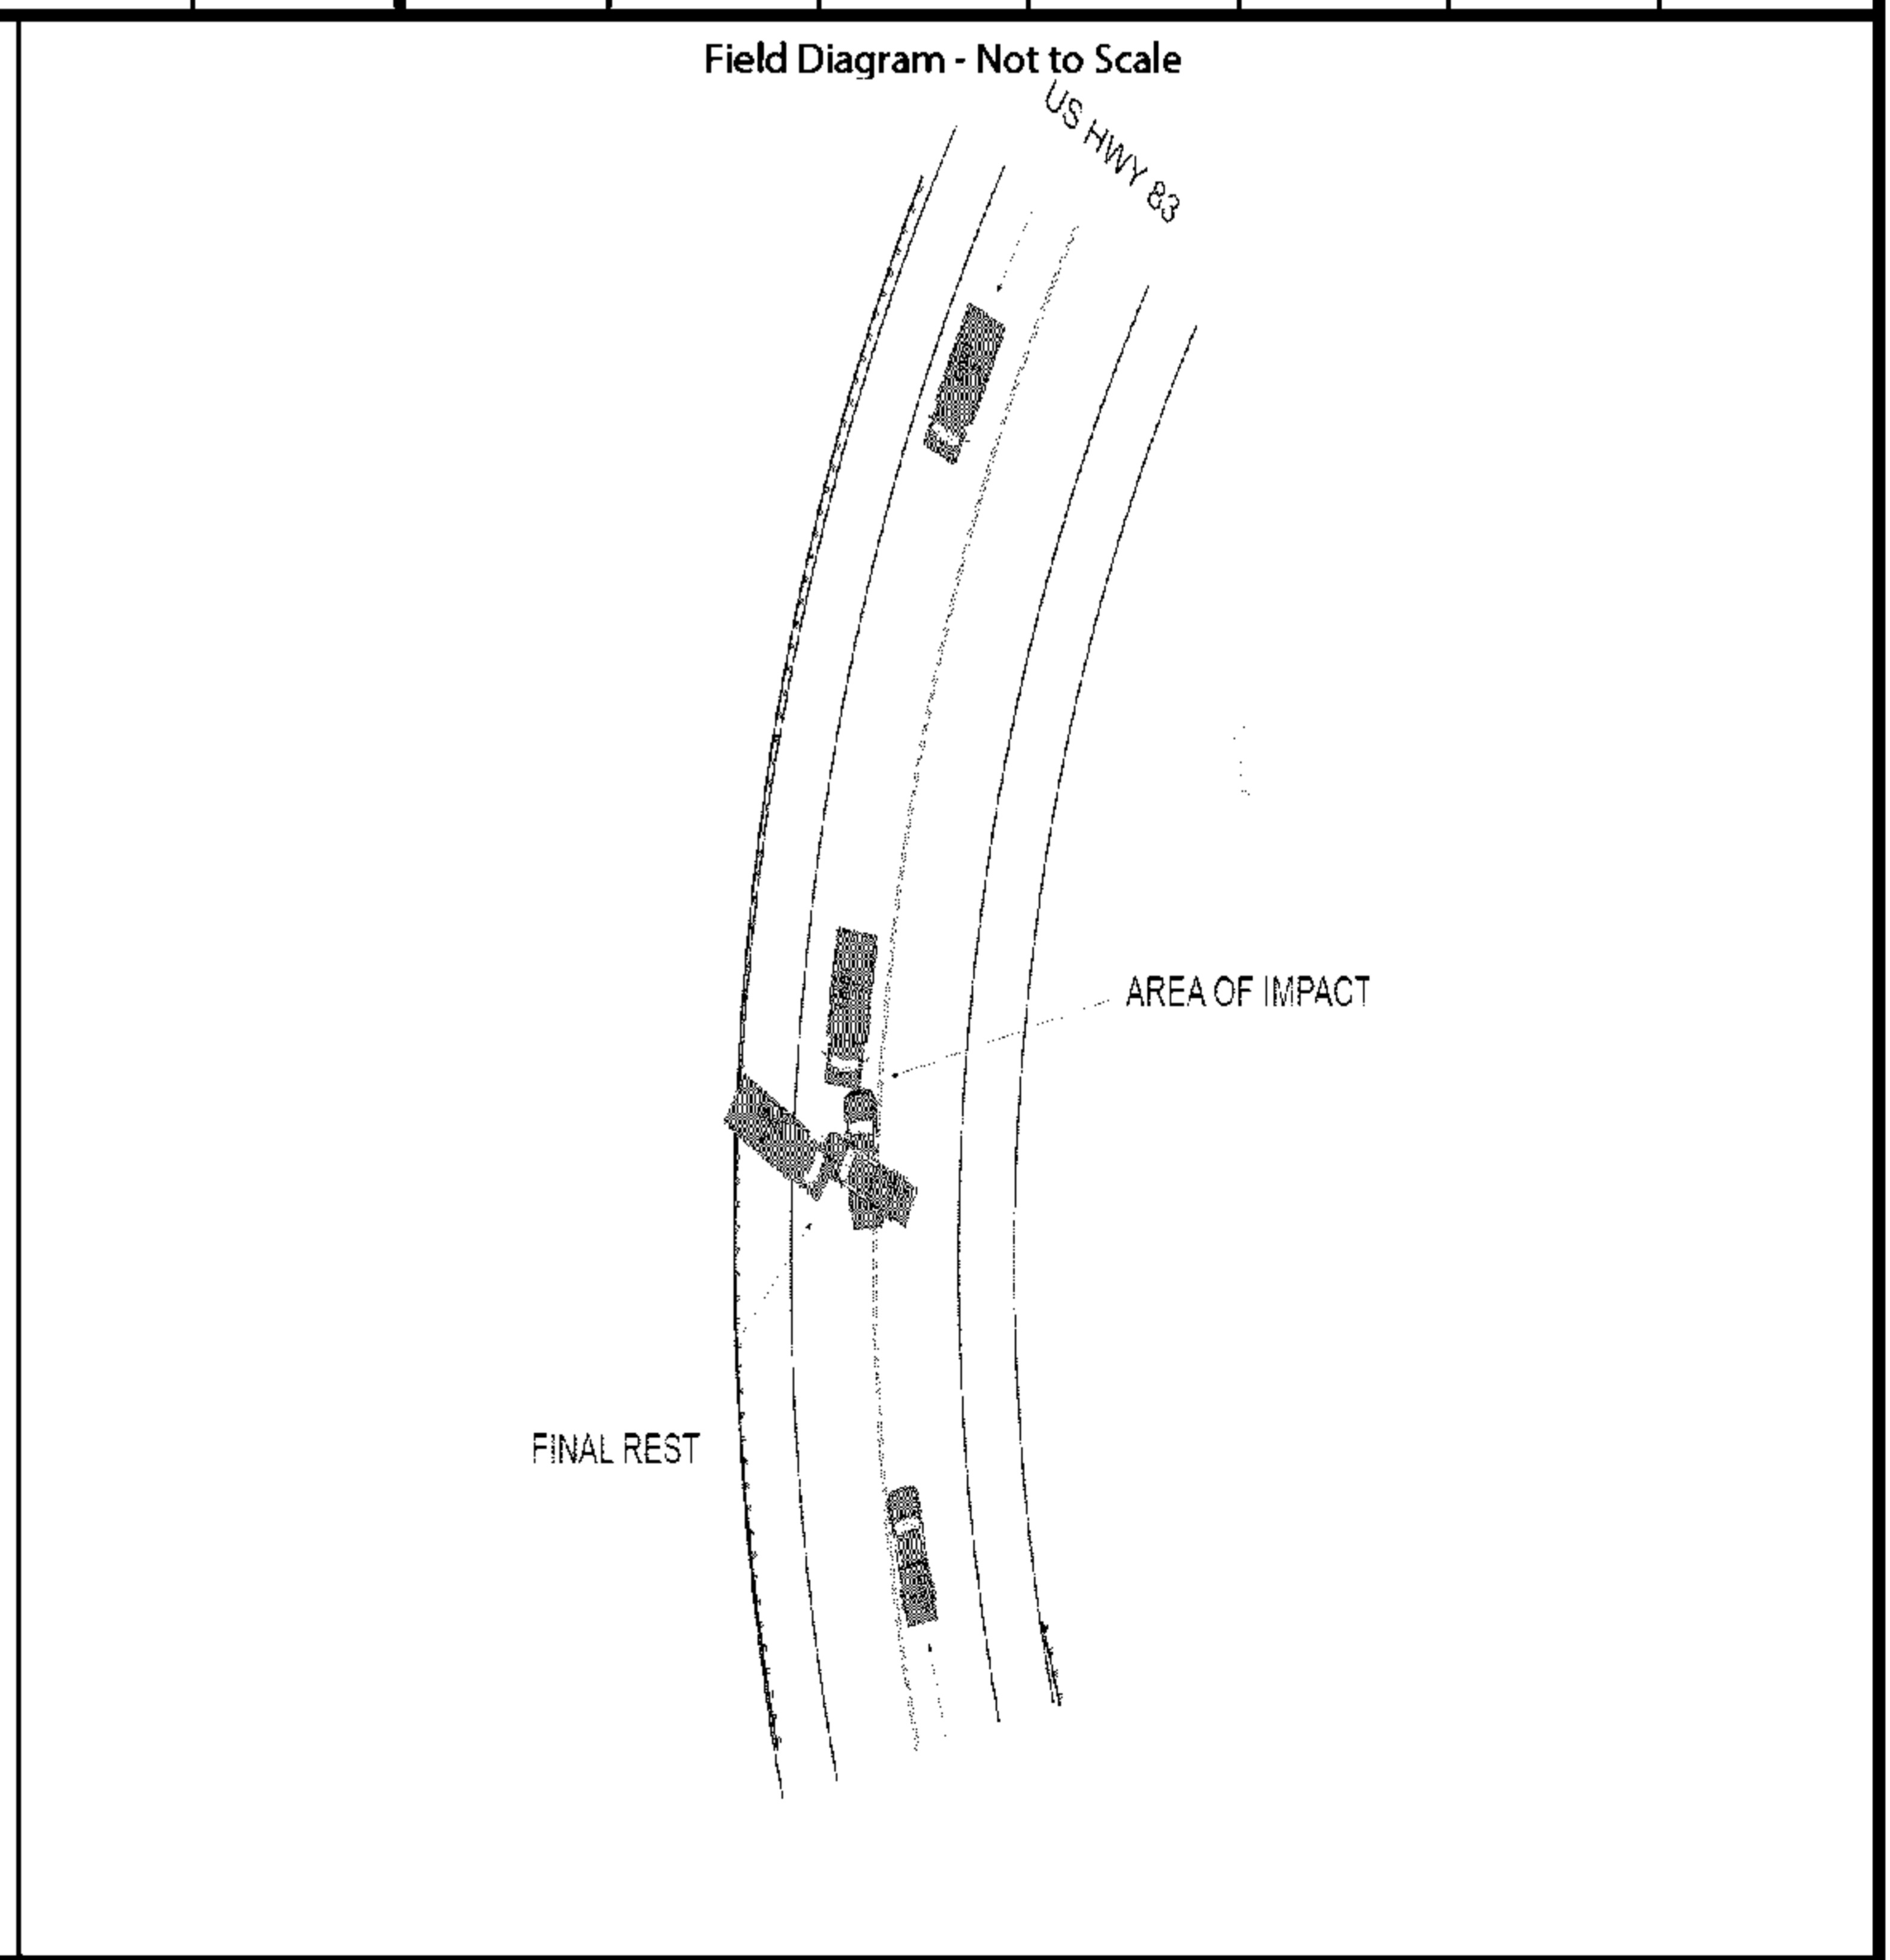 Field Diagram - Not to Scale
US HWY 83
AREA OF IMPACT
FINAL REST